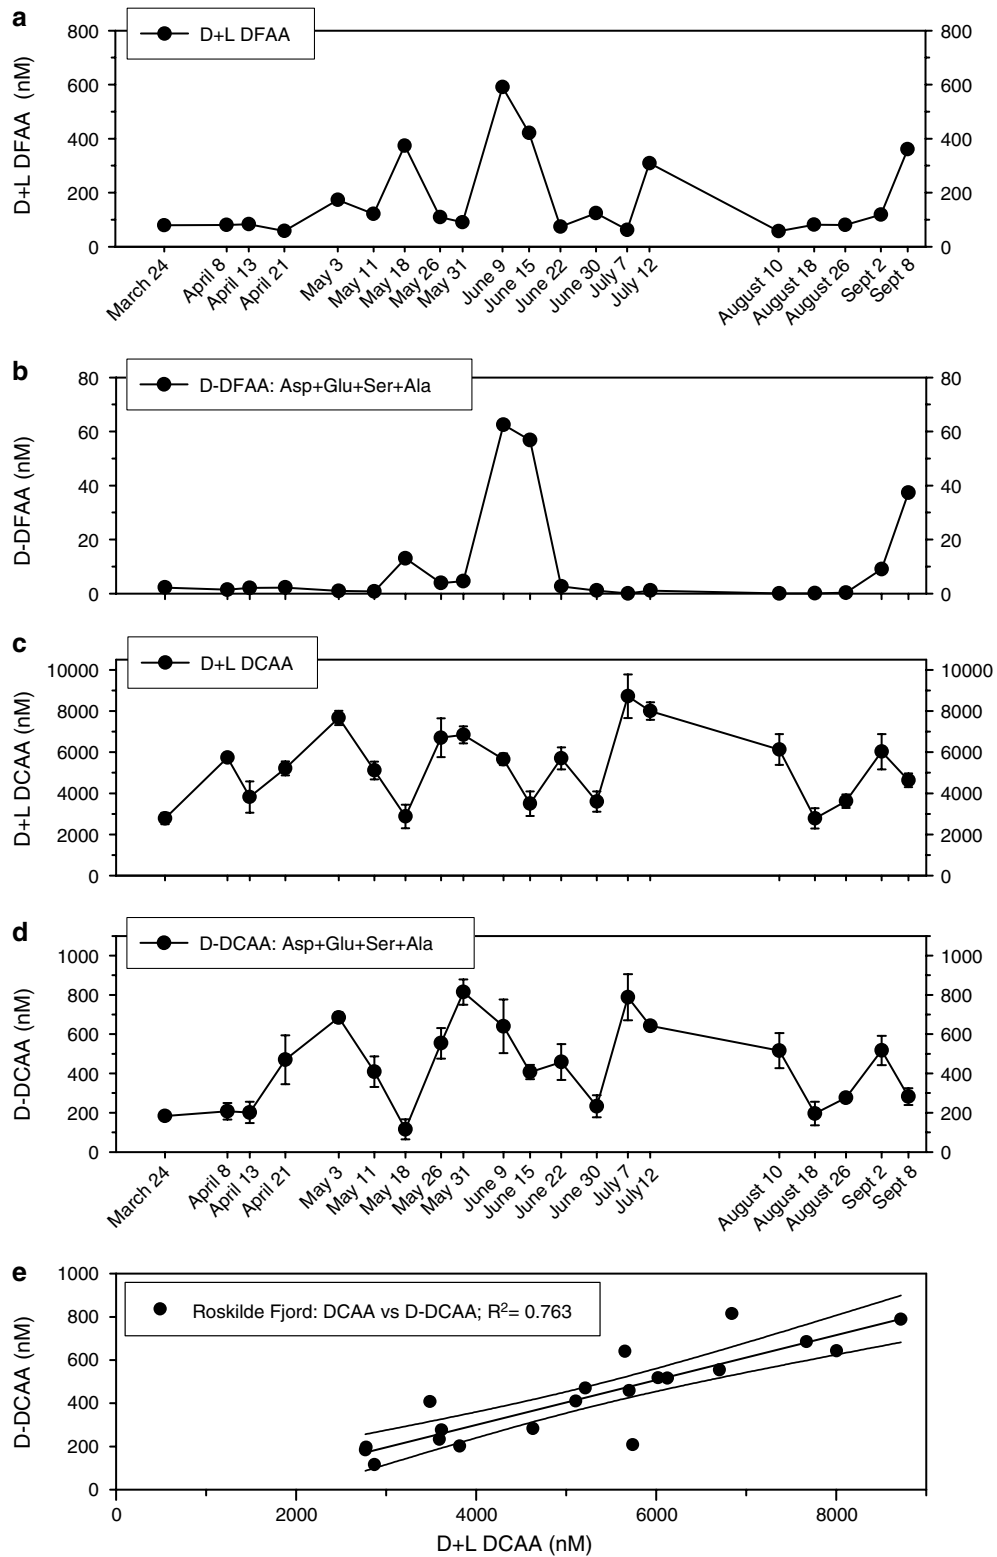 a
D+L DFAA
D+L DFAA (nM)
800 800
600 600
400 400
200 200
0 0
March 24 April 8 April 13 April 21 May 3 May 11 May 18 May 26 May 31 June 9 June 15 June 22 June 30 July 7 July 12 August 10 August 18 August 26 Sept 2 Sept 8
b
D-DFAA: Asp+Glu+Ser+Ala
D-DFAA (nM)
80 80
60 60
40 40
20 20
0 0
c
D+L DCAA
D+L DCAA (nM)
10000 10000
8000 8000
6000 6000
4000 4000
2000 2000
0 0
d
D-DCAA: Asp+Glu+Ser+Ala
D-DCAA (nM)
1000 1000
800 800
600 600
400 400
200 200
0 0
March 24 April 8 April 13 April 21 May 3 May 11 May 18 May 26 May 31 June 9 June 15 June 22 June 30 July 7 July12 August 10 August 18 August 26 Sept 2 Sept 8
e
Roskilde Fjord: DCAA vs D-DCAA; R²= 0.763
D-DCAA (nM)
1000
800
600
400
200
0
0 2000 4000 6000 8000
D+L DCAA (nM)